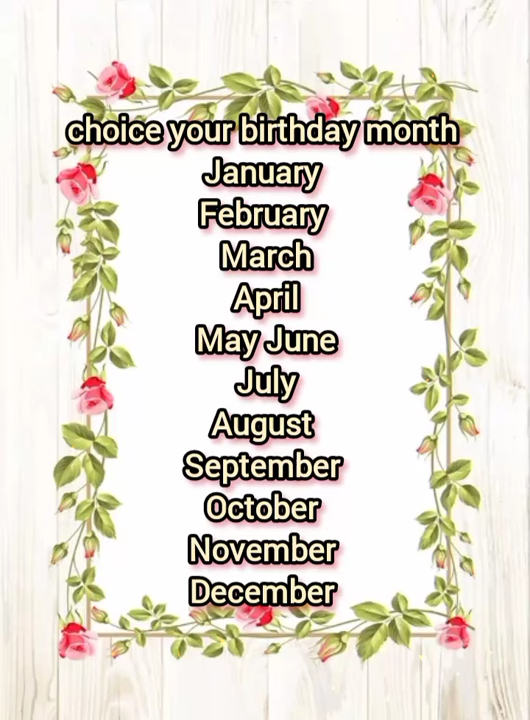 choice your birthday month
January
February
March
April
May June
July
August
September
October
November
December